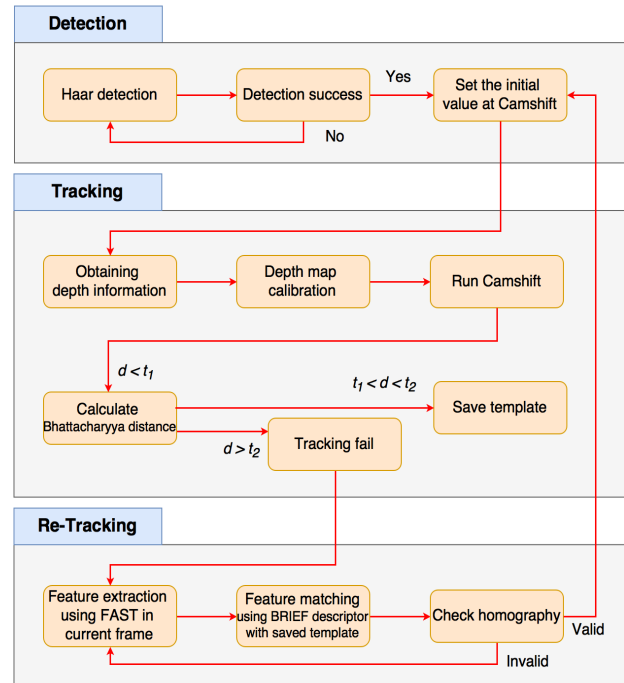 Detection
Haar detection
Detection success
Yes
No
Set the initial
value at Camshift
Tracking
Obtaining
depth information
Depth map
calibration
Run Camshift
d < t1
Calculate
Bhattacharyya distance
t1 < d < t2
Save template
d > t2
Tracking fail
Re-Tracking
Feature extraction
using FAST in
current frame
Feature matching
using BRIEF descriptor
with saved template
Check homography
Valid
Invalid